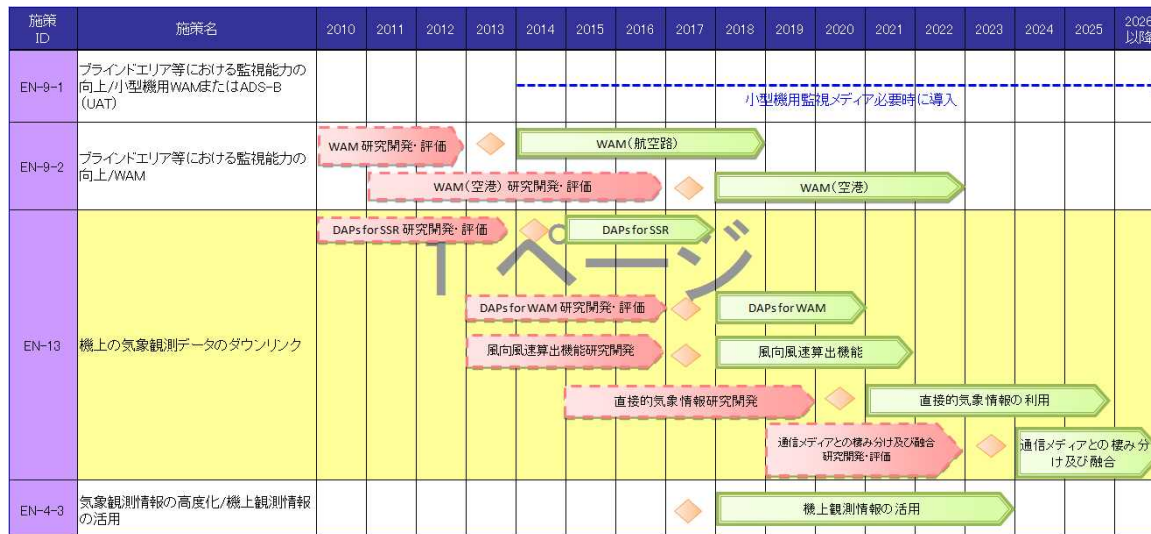 施策
ID
施策名
2010
2011
2012
2013
2014
2015
2016
2017
2018
2019
2020
2021
2022
2023
2024
2025
2026
以降
EN-9-1
ブラインドエリア等における監視能力の
向上/小型機用WAMまたはADS-B
(UAT)
小型機用監視メディア必要時に導入
EN-9-2
ブラインドエリア等における監視能力の
向上/WAM
WAM 研究開発・評価
WAM(航空路)
WAM(空港) 研究開発・評価
WAM(空港)
EN-13
機上の気象観測データのダウンリンク
DAPs for SSR 研究開発・評価
DAPs for SSR
1 ページ
DAPs for WAM 研究開発・評価
DAPs for WAM
風向風速算出機能研究開発
風向風速算出機能
直接的気象情報研究開発
直接的気象情報の利用
通信メディアとの棲み分け及び融合
研究開発・評価
通信メディアとの棲み分
け及び融合
EN-4-3
気象観測情報の高度化/機上観測情報
の活用
機上観測情報の活用